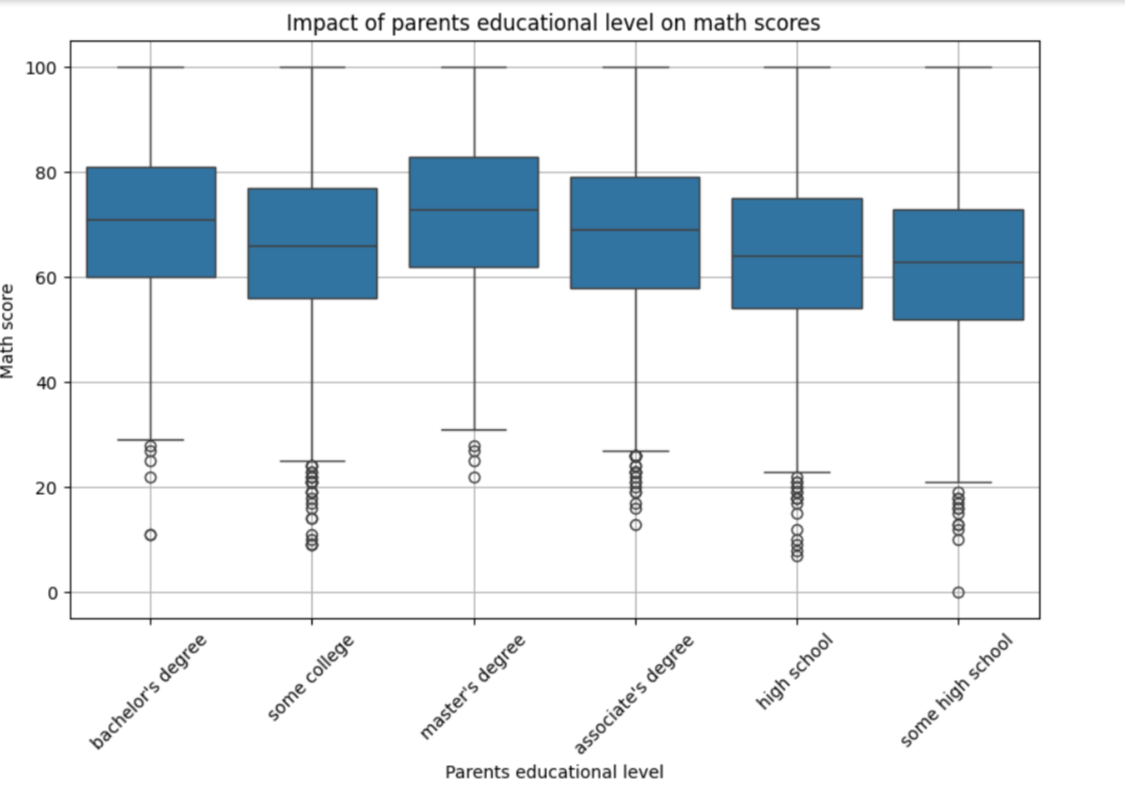 Impact of parents educational level on math scores
100
80
60
40
20
0
Math score
bachelor's degree
some college
master's degree
associate's degree
high school
some high school
Parents educational level